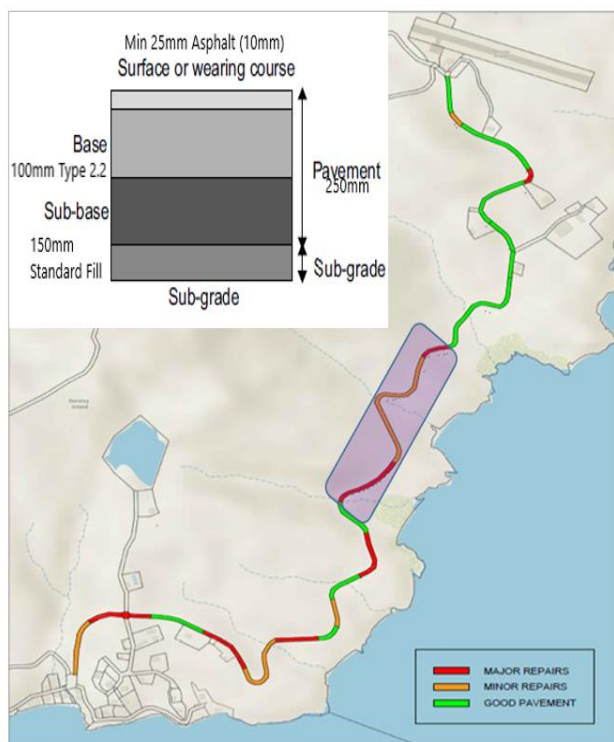 Min 25mm Asphalt (10mm)
Surface or wearing course
Base
100mm Type 2.2
Pavement
250mm
Sub-base
150mm
Standard Fill
Sub-grade
Sub-grade
MAJOR REPAIRS
MINOR REPAIRS
GOOD PAVEMENT